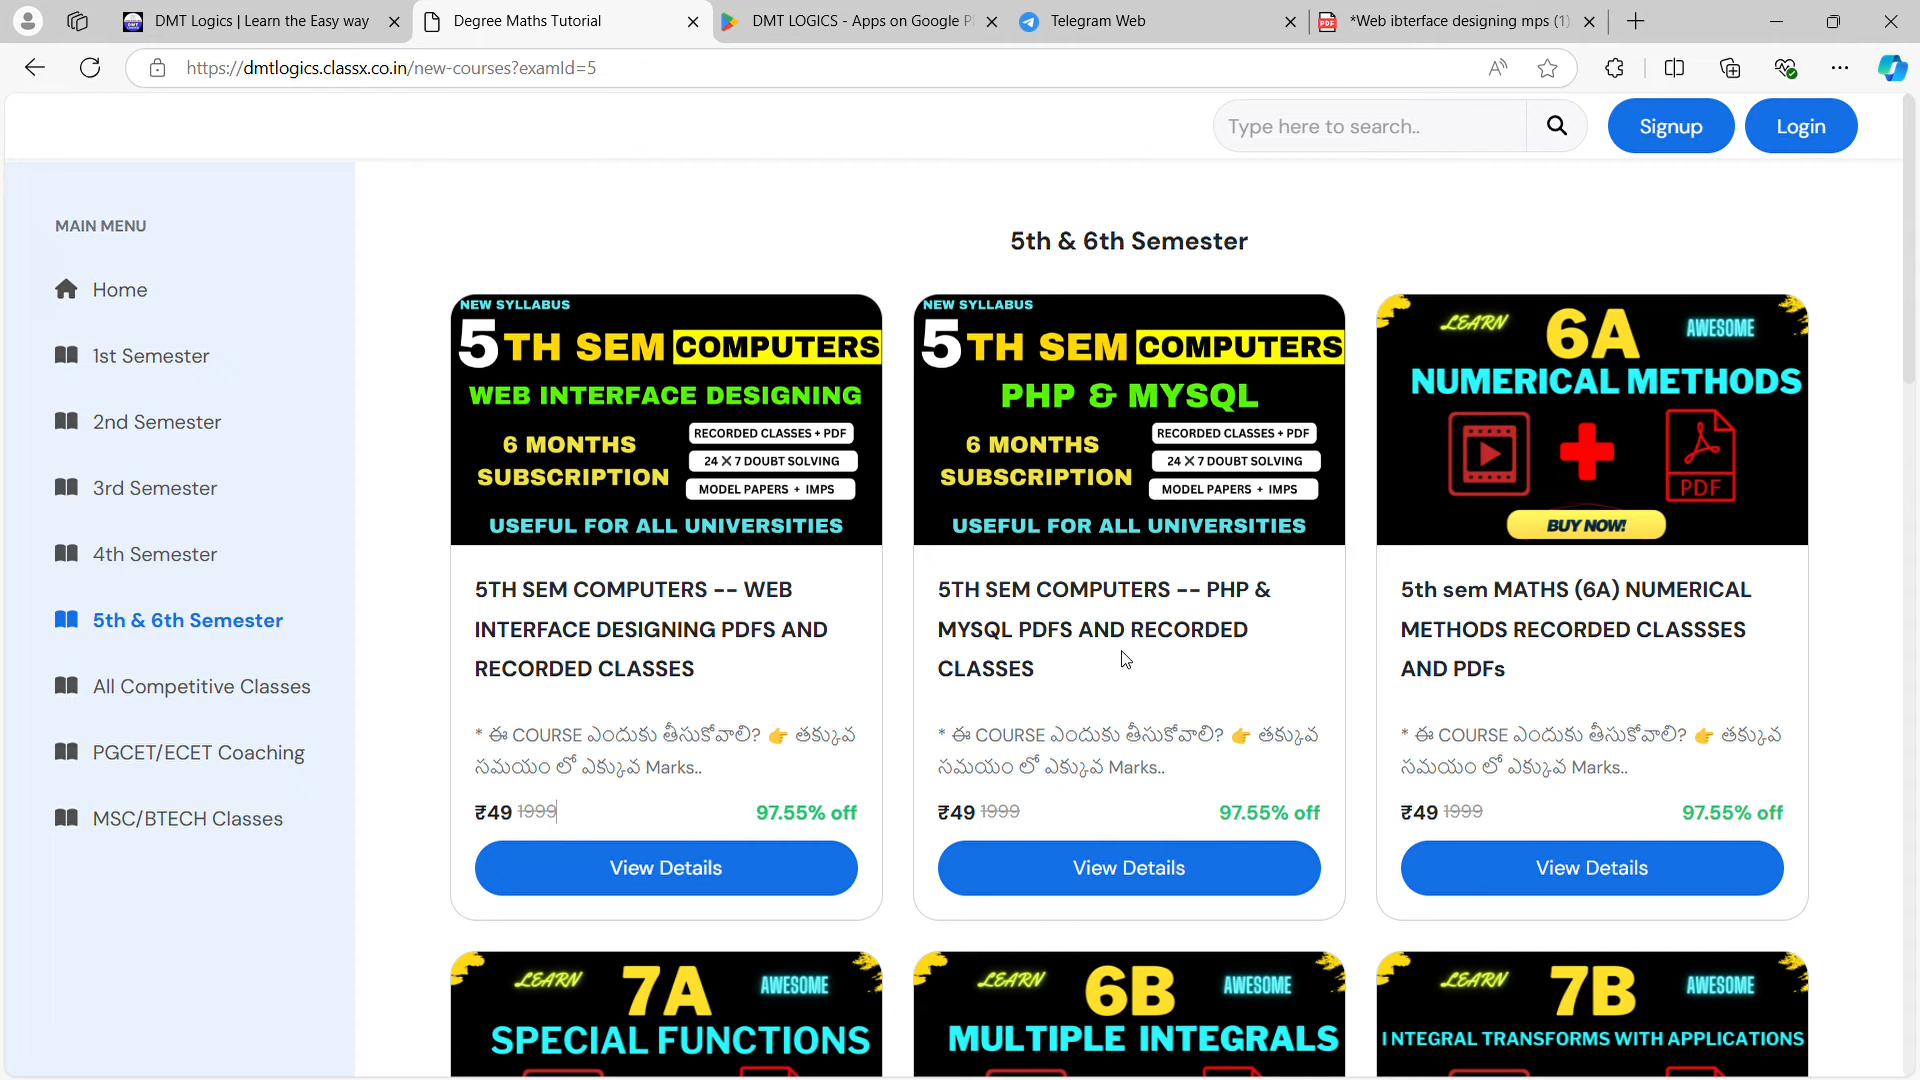 DMT Logics | Learn the Easy way
Degree Maths Tutorial
DMT LOGICS - Apps on Google Pl
Telegram Web
*Web ibterface designing mps (1)
https://dmtlogics.classx.co.in/new-courses?examId=5
Type here to search..
Signup
Login
MAIN MENU
Home
1st Semester
2nd Semester
3rd Semester
4th Semester
5th & 6th Semester
All Competitive Classes
PGCET/ECET Coaching
MSC/BTECH Classes
5th & 6th Semester
NEW SYLLABUS
5TH SEM COMPUTERS
WEB INTERFACE DESIGNING
6 MONTHS
SUBSCRIPTION
RECORDED CLASSES + PDF
24 X 7 DOUBT SOLVING
MODEL PAPERS + IMPS
USEFUL FOR ALL UNIVERSITIES
5TH SEM COMPUTERS -- WEB
INTERFACE DESIGNING PDFS AND
RECORDED CLASSES
* ఈ COURSE ఎందుకు తీసుకోవాలి? 👉 తక్కువ
సమయం లో ఎక్కువ Marks..
₹49 1999
97.55% off
View Details
NEW SYLLABUS
5TH SEM COMPUTERS
PHP & MYSQL
6 MONTHS
SUBSCRIPTION
RECORDED CLASSES + PDF
24 X 7 DOUBT SOLVING
MODEL PAPERS + IMPS
USEFUL FOR ALL UNIVERSITIES
5TH SEM COMPUTERS -- PHP &
MYSQL PDFS AND RECORDED
CLASSES
* ఈ COURSE ఎందుకు తీసుకోవాలి? 👉 తక్కువ
సమయం లో ఎక్కువ Marks..
₹49 1999
97.55% off
View Details
LEARN
6A
AWESOME
NUMERICAL METHODS
PDF
BUY NOW!
5th sem MATHS (6A) NUMERICAL
METHODS RECORDED CLASSSES
AND PDFs
* ఈ COURSE ఎందుకు తీసుకోవాలి? 👉 తక్కువ
సమయం లో ఎక్కువ Marks..
₹49 1999
97.55% off
View Details
LEARN
7A
AWESOME
SPECIAL FUNCTIONS
LEARN
6B
AWESOME
MULTIPLE INTEGRALS
LEARN
7B
AWESOME
INTEGRAL TRANSFORMS WITH APPLICATIONS